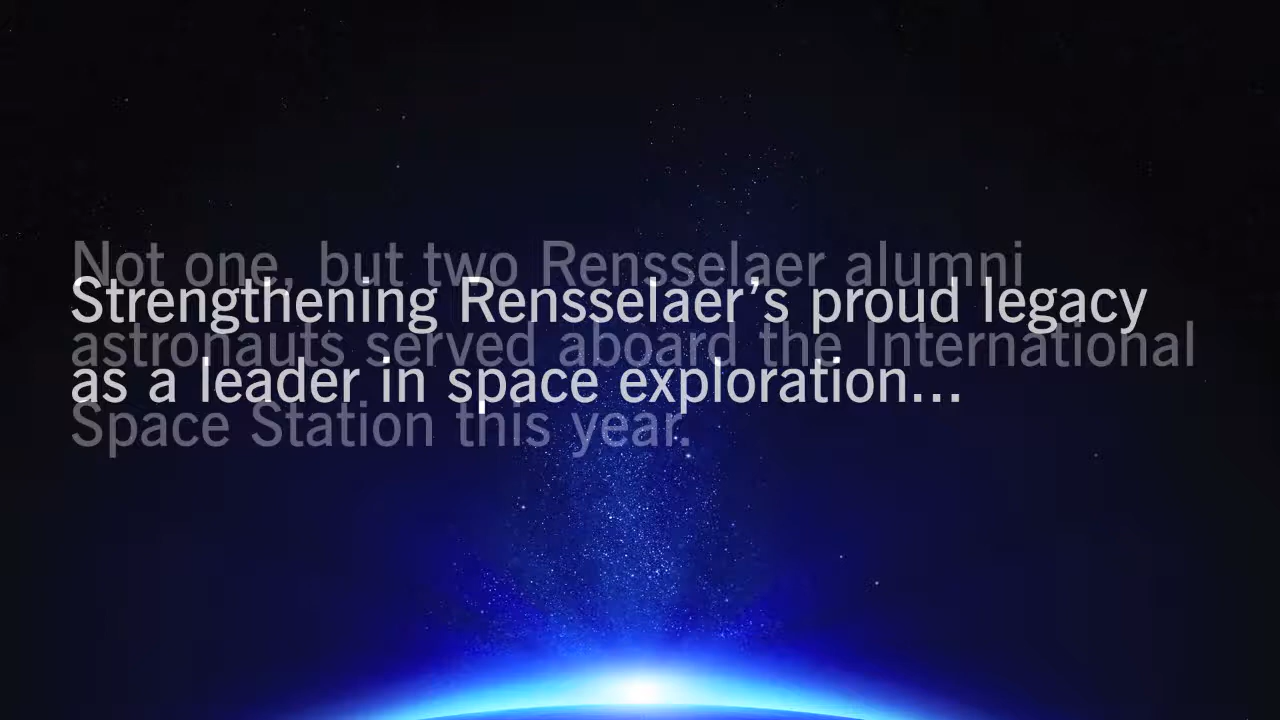 Not one, but two Rensselaer alumni
Strengthening Rensselaer’s proud legacy
astronauts served aboard the International
as a leader in space exploration...
Space Station this year.